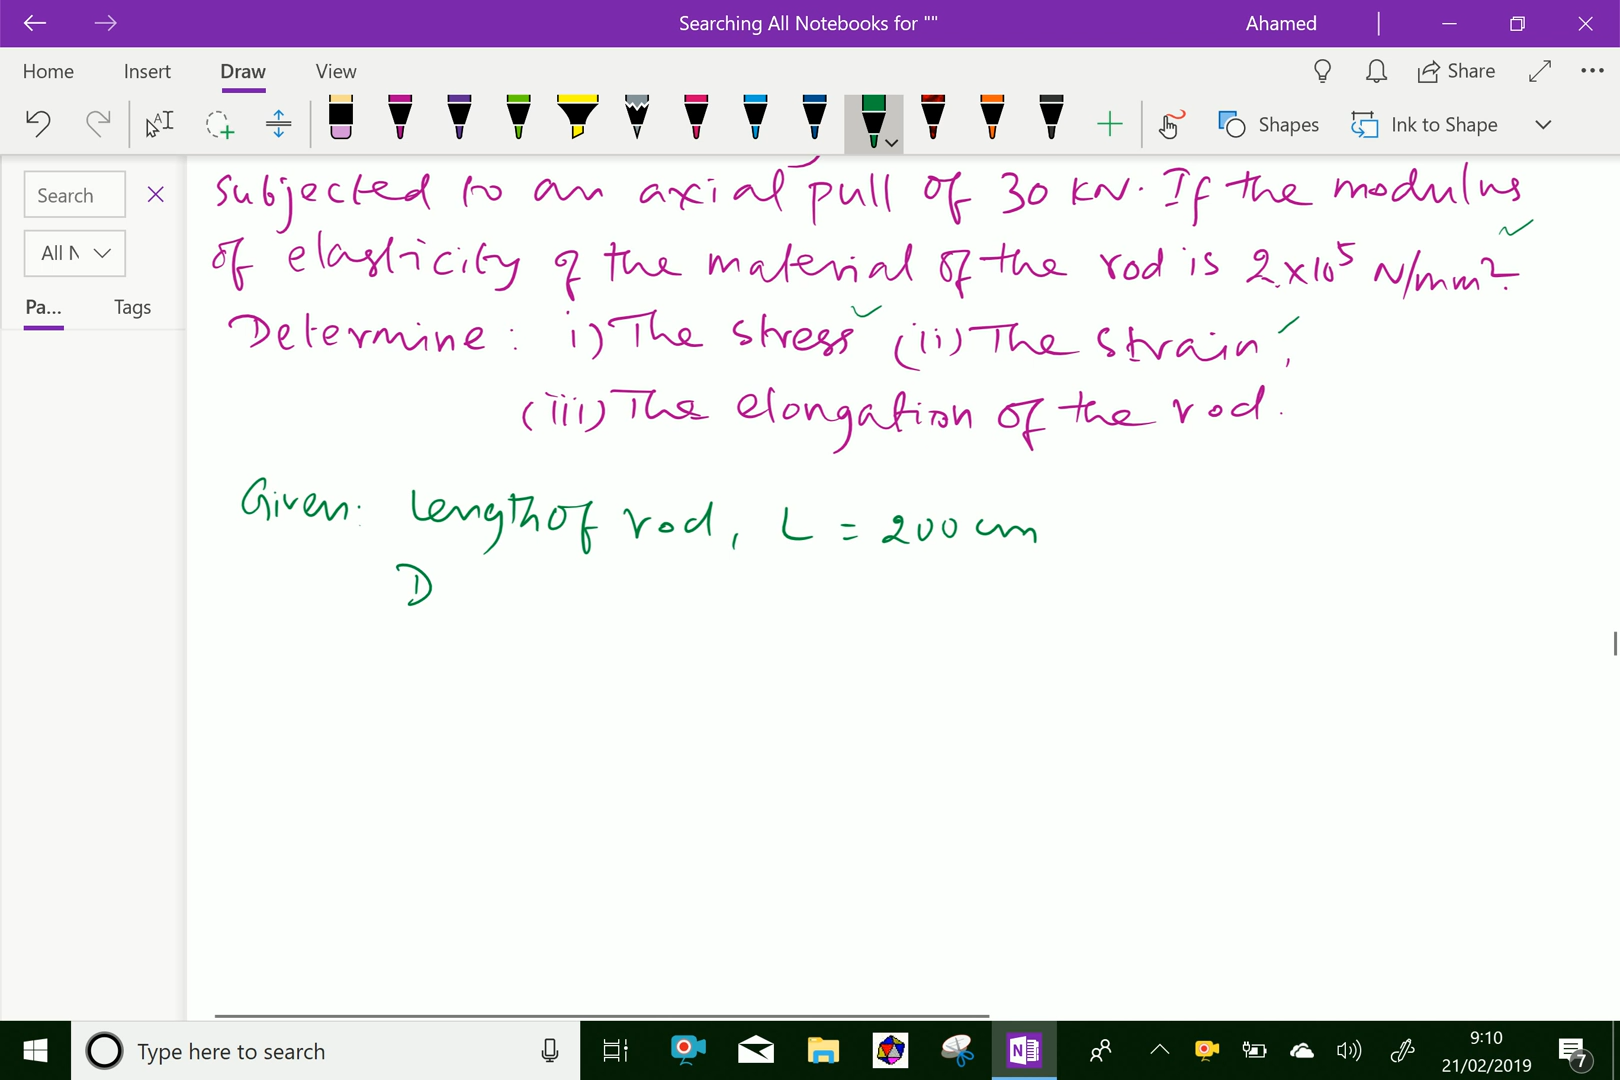 Searching All Notebooks for ""
Ahamed
Home Insert Draw View
Share
Shapes
Ink to Shape
Search
All N
Pa... Tags
Subjected to an axial pull of 30 kN. If the modulus
of elasticity of the material of the rod is 2×10⁵ N/mm².
Determine: i) The stress (ii) The strain,
(iii) The elongation of the rod.
Given: Length of rod, L = 200 cm
D
Type here to search
9:10
21/02/2019
7